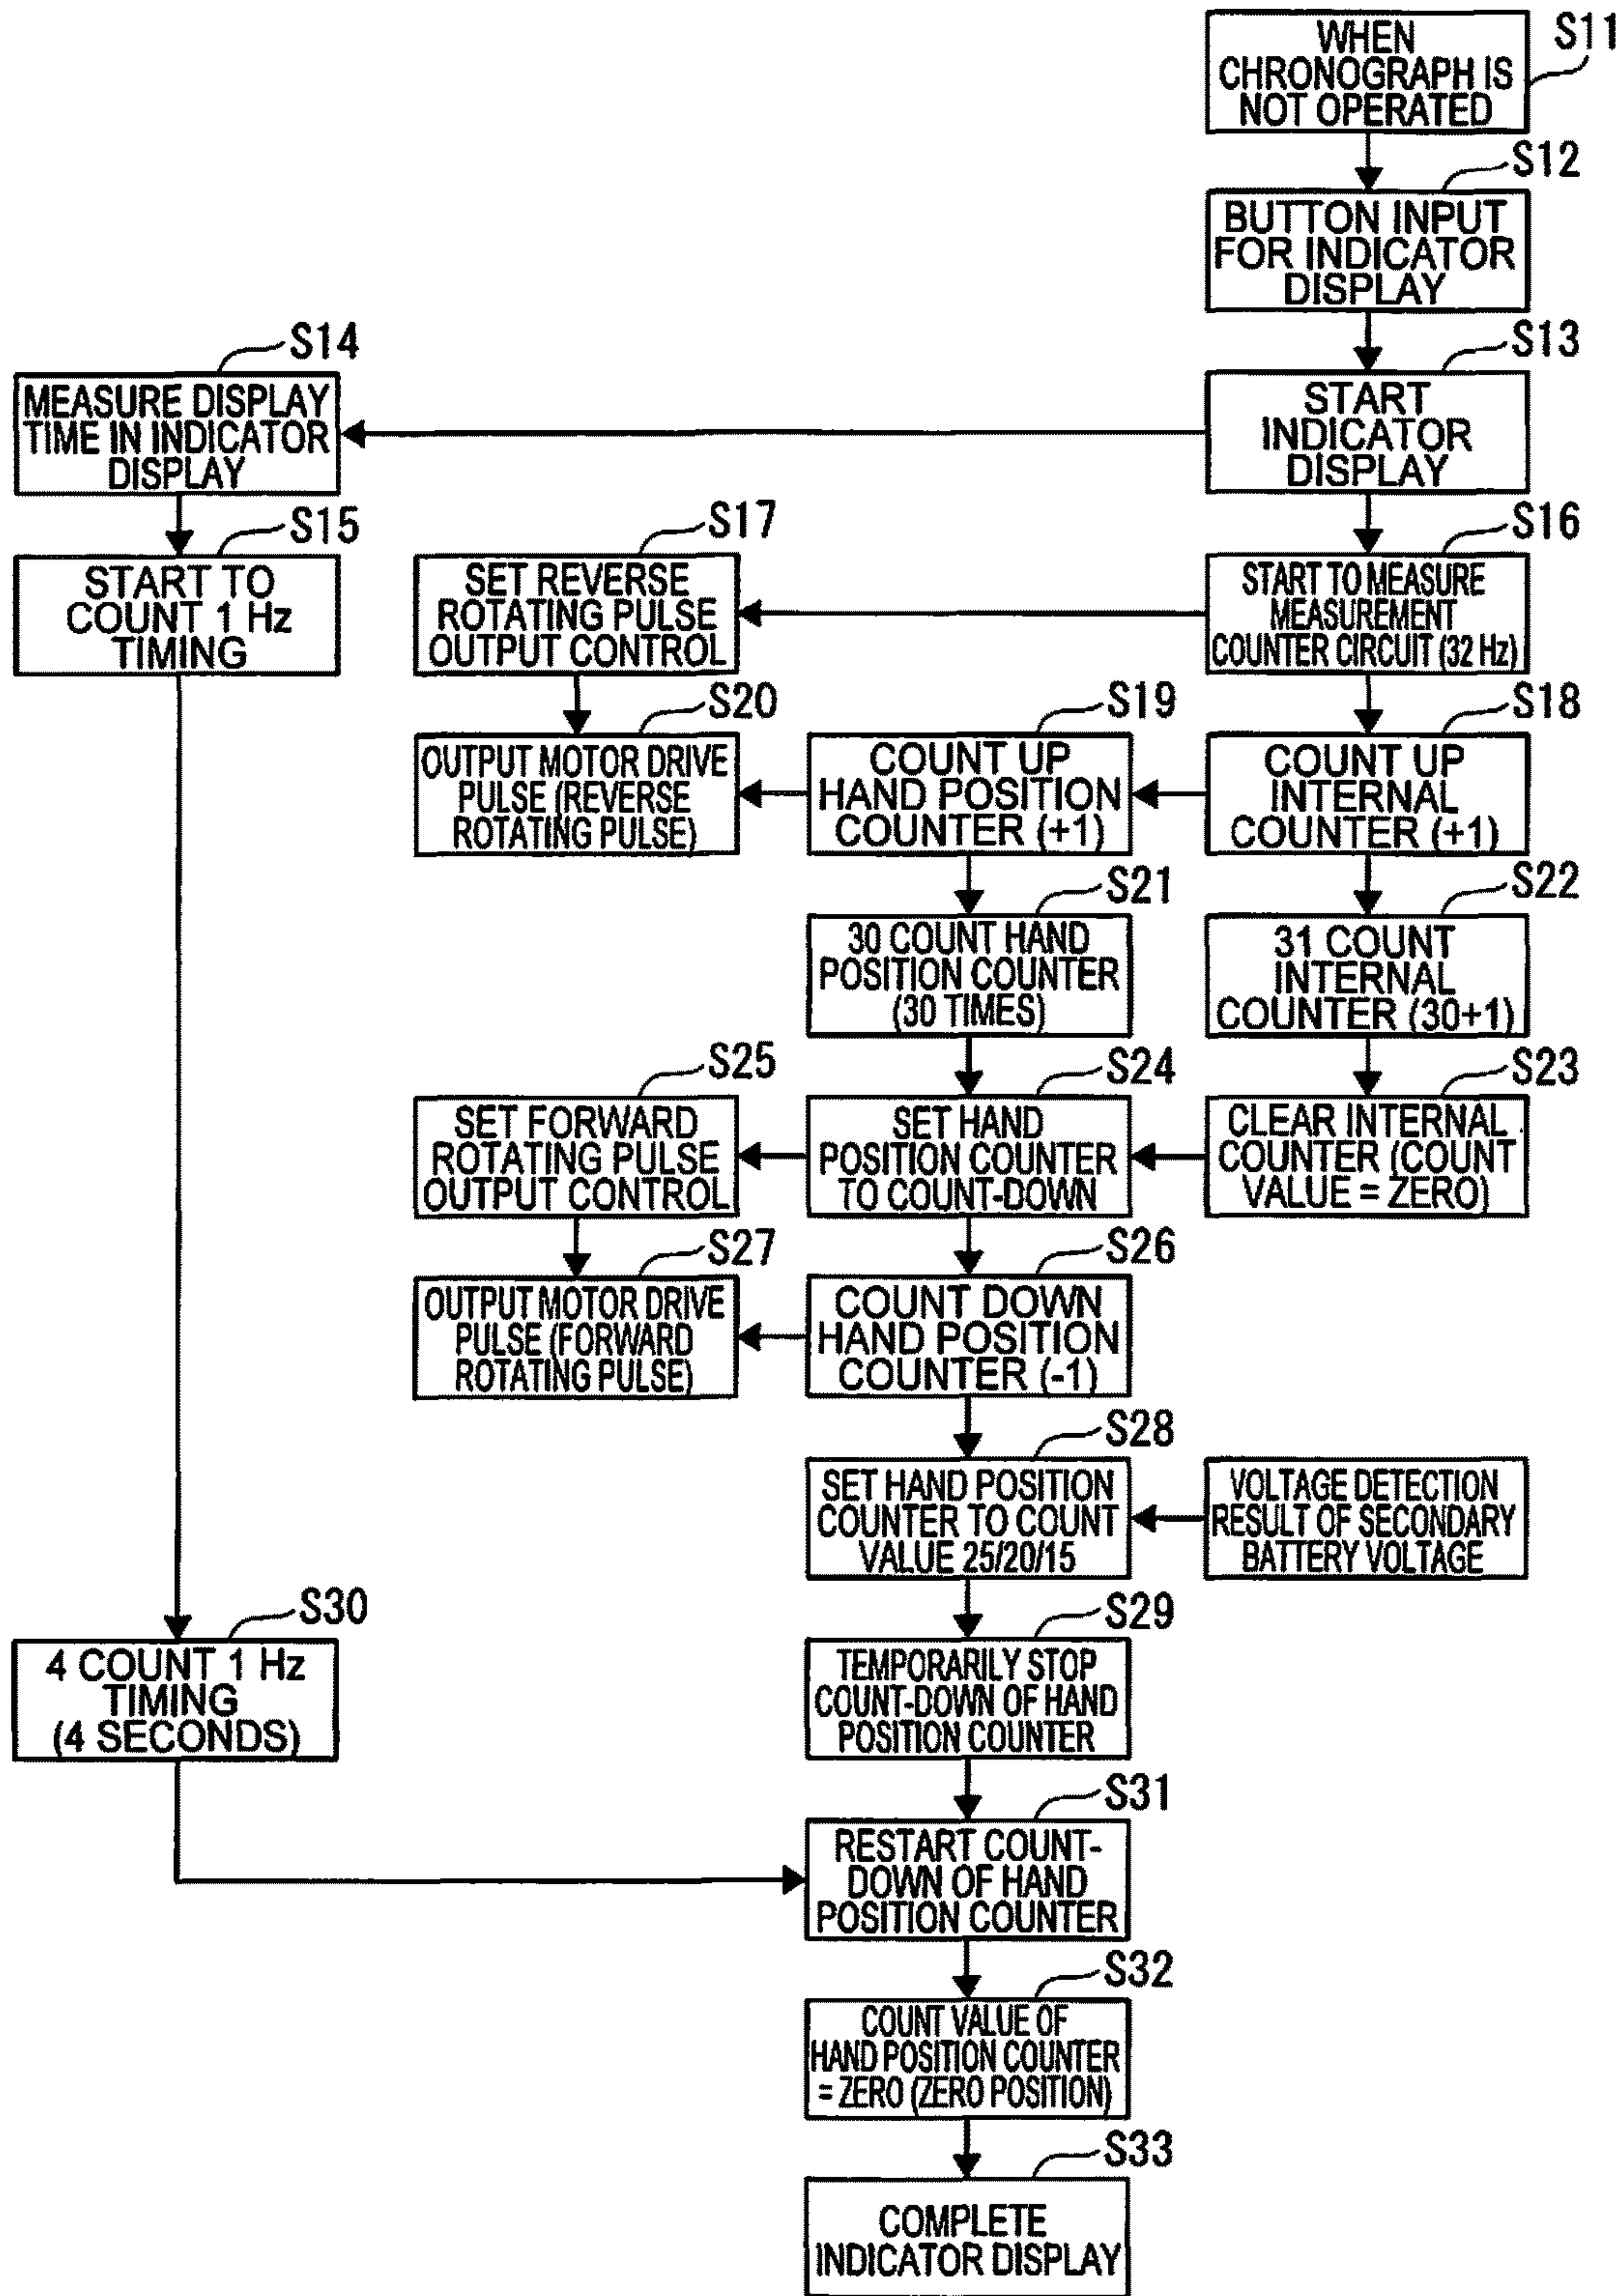 S11
WHEN
CHRONOGRAPH IS
NOT OPERATED
S12
BUTTON INPUT
FOR INDICATOR
DISPLAY
S13
START
INDICATOR
DISPLAY
S14
MEASURE DISPLAY
TIME IN INDICATOR
DISPLAY
S15
START TO
COUNT 1 Hz
TIMING
S16
START TO MEASURE
MEASUREMENT
COUNTER CIRCUIT (32 Hz)
S17
SET REVERSE
ROTATING PULSE
OUTPUT CONTROL
S18
COUNT UP
INTERNAL
COUNTER (+1)
S19
COUNT UP
HAND POSITION
COUNTER (+1)
S20
OUTPUT MOTOR DRIVE
PULSE (REVERSE
ROTATING PULSE)
S21
30 COUNT HAND
POSITION COUNTER
(30 TIMES)
S22
31 COUNT
INTERNAL
COUNTER (30+1)
S23
CLEAR INTERNAL
COUNTER (COUNT
VALUE = ZERO)
S24
SET HAND
POSITION COUNTER
TO COUNT-DOWN
S25
SET FORWARD
ROTATING PULSE
OUTPUT CONTROL
S26
COUNT DOWN
HAND POSITION
COUNTER (-1)
S27
OUTPUT MOTOR DRIVE
PULSE (FORWARD
ROTATING PULSE)
S28
SET HAND POSITION
COUNTER TO COUNT
VALUE 25/20/15
VOLTAGE DETECTION
RESULT OF SECONDARY
BATTERY VOLTAGE
S29
TEMPORARILY STOP
COUNT-DOWN OF HAND
POSITION COUNTER
S30
4 COUNT 1 Hz
TIMING
(4 SECONDS)
S31
RESTART COUNT-
DOWN OF HAND
POSITION COUNTER
S32
COUNT VALUE OF
HAND POSITION COUNTER
= ZERO (ZERO POSITION)
S33
COMPLETE
INDICATOR DISPLAY